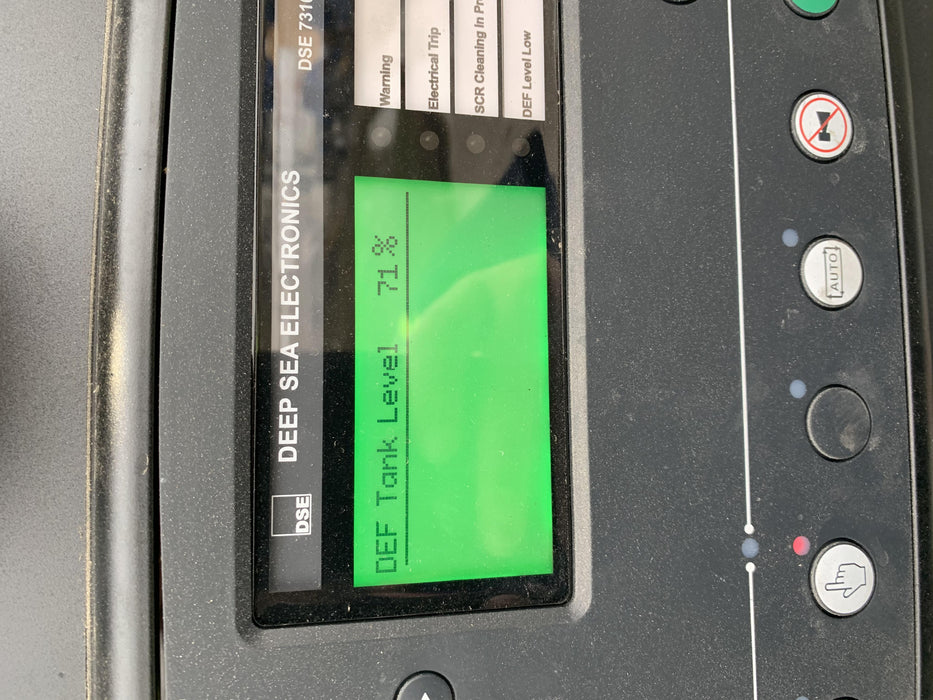 DSE
DEEP SEA ELECTRONICS
DSE 731
DEF Tank Level 71%
Warning
Electrical Trip
SCR Cleaning In
DEF Level Low
AUTO